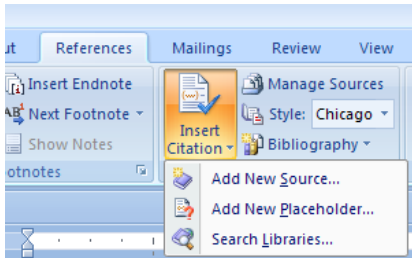 ut References Mailings Review View
Insert Endnote
AB¹ Next Footnote
Show Notes
otnotes
Insert
Citation
Manage Sources
Style: Chicago
Bibliography
Add New Source...
Add New Placeholder...
Search Libraries...